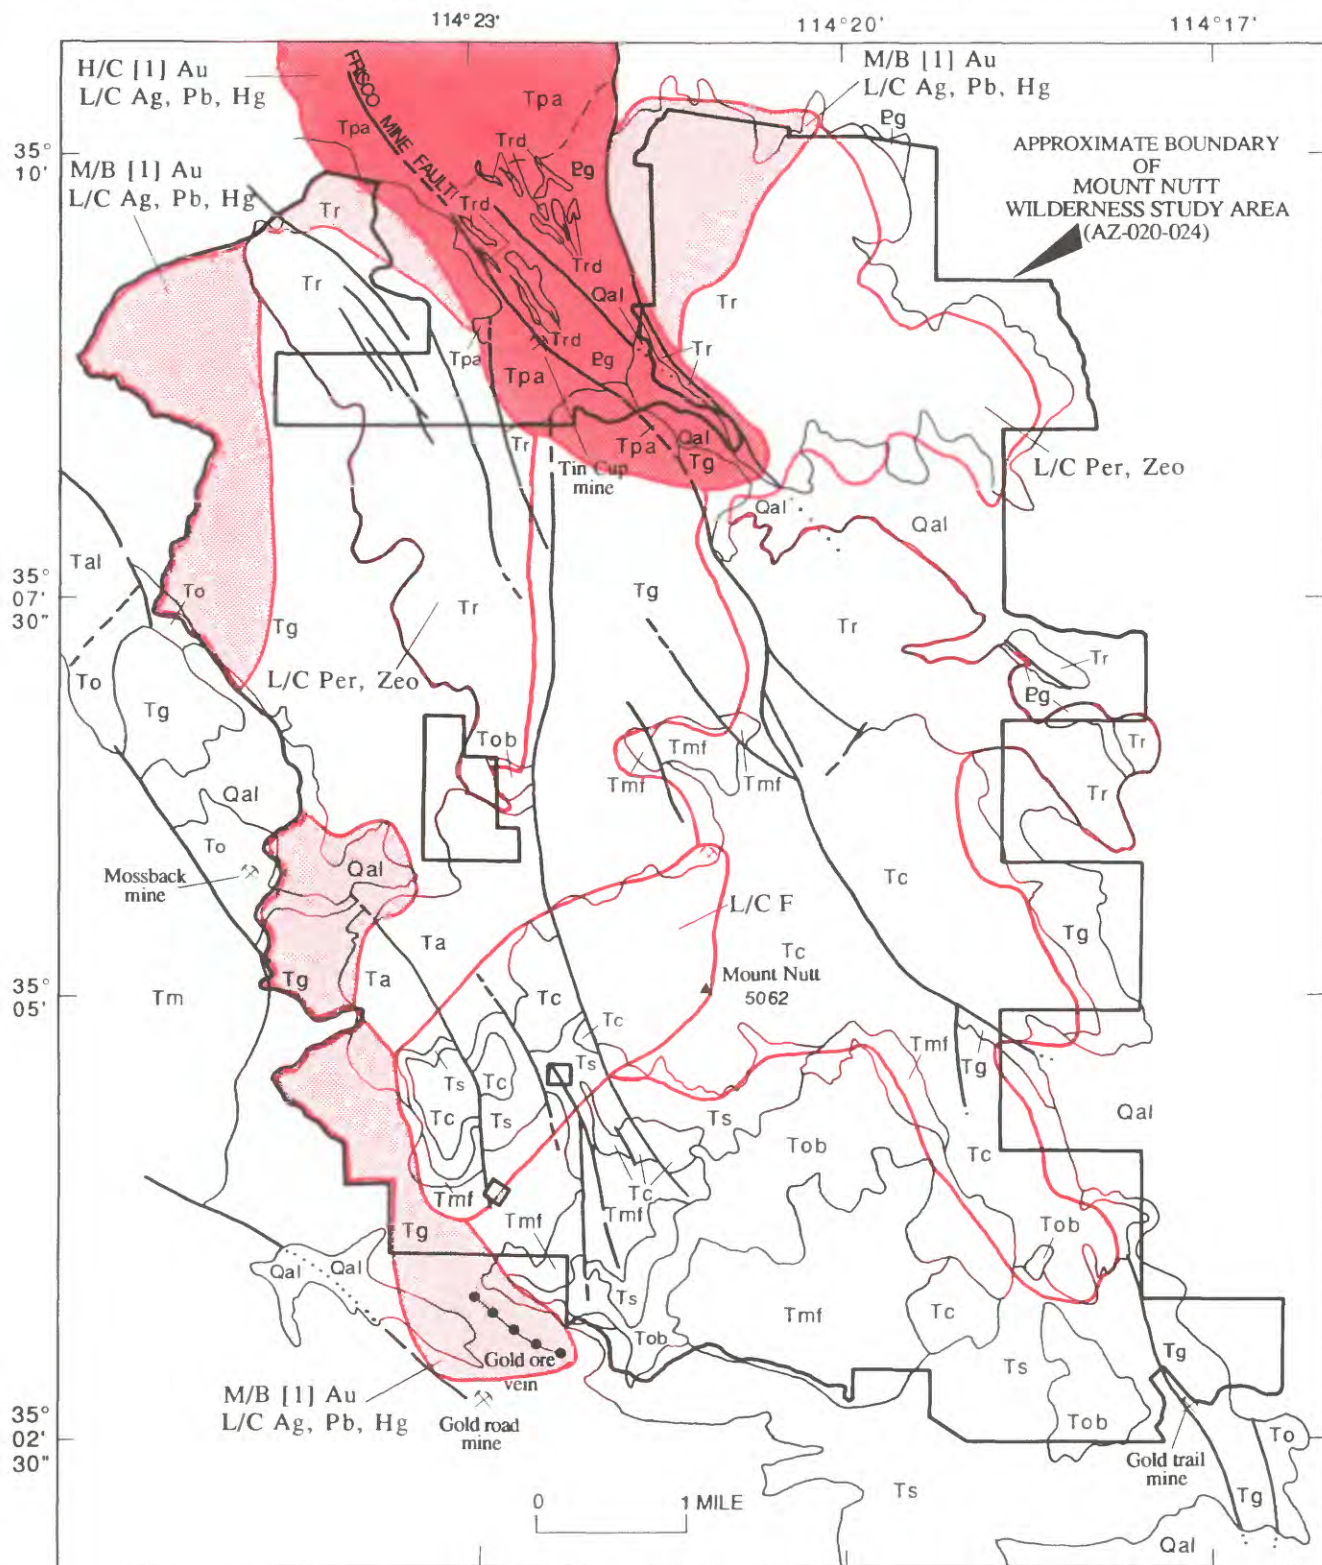 114° 23'
114° 20'
114° 17'
H/C [1] Au
L/C Ag, Pb, Hg
FRISCO MINE FAULT
Tpa
Tpa
M/B [1] Au
L/C Ag, Pb, Hg
Pg
APPROXIMATE BOUNDARY
OF
MOUNT NUTT
WILDERNESS STUDY AREA
(AZ-020-024)
35°
10'
M/B [1] Au
L/C Ag, Pb, Hg
Trd
Pg
Tr
Trd
Trd
Tr
Qal
Tr
Trd
Tr
Tpa
Pg
Tpa
Tr
Tpa
Qal
Tg
Tin Cup
mine
L/C Per, Zeo
Qal
Qal
Tal
35°
07'
30"
To
Tg
Tr
Tg
Tr
L/C Per, Zeo
Tr
Pg
To
Tg
Tob
Tmf
Tmf
Tmf
Tr
Tr
Qal
To
Mossback
mine
Qal
Tc
L/C F
Ta
Tc
Tg
Mount Nutt
5062
Tg
Ta
35°
05'
Tm
Tc
Tc
Tmf
Tg
Ts
Tc
Ts
Tc
Ts
Ts
Qal
Tob
Tc
Tc
Tmf
Tmf
Tmf
Tob
Tg
Qal
Qal
Ts
Tmf
Tc
Tob
Tg
Gold ore
vein
Ts
M/B [1] Au
L/C Ag, Pb, Hg
Gold road
mine
Tob
To
35°
02'
30"
Gold trail
mine
0
1 MILE
Ts
Tg
Qal